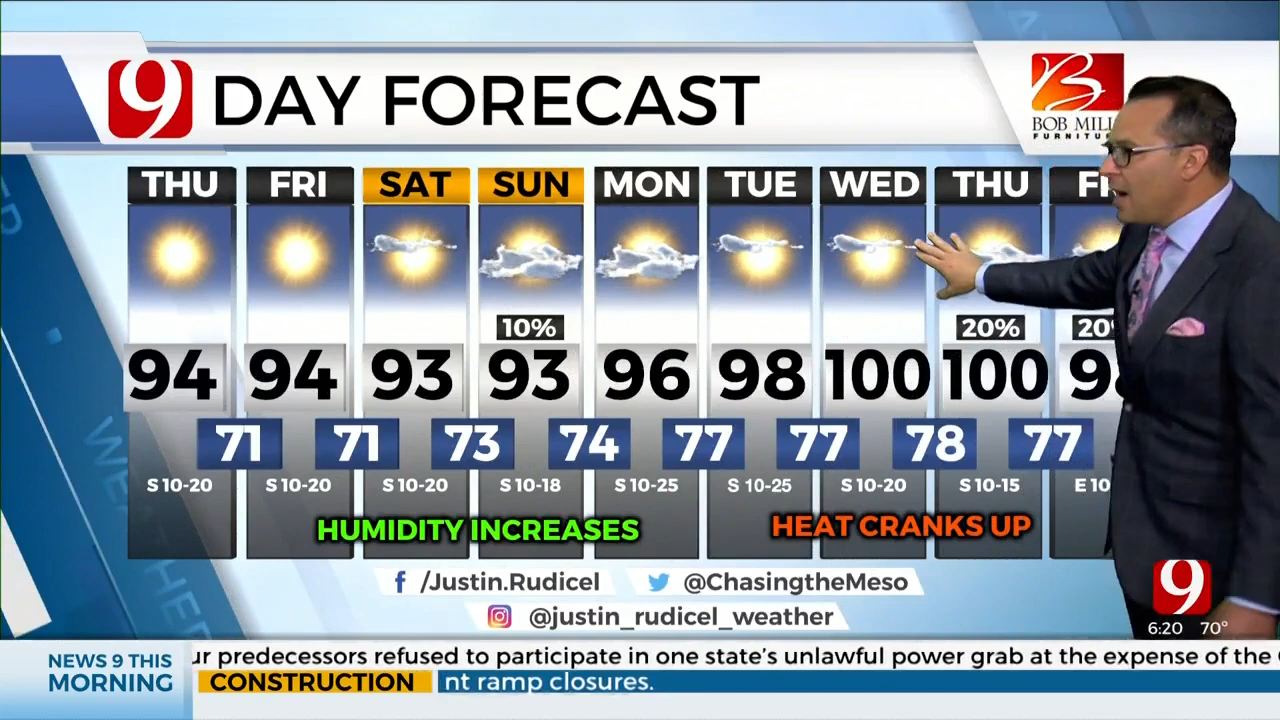 9 DAY FORECAST
BOB MILL
FURNITUR
THU FRI SAT SUN MON TUE WED THU FR
10% 20% 20
94 94 93 93 96 98 100 100 98
71 71 73 74 77 77 78 77
S 10-20 S 10-20 S 10-20 S 10-18 S 10-25 S 10-25 S 10-20 S 10-15 E 10
HUMIDITY INCREASES HEAT CRANKS UP
f /Justin.Rudicel @ChasingtheMeso
@justin_rudicel_weather
9
6:20 70°
NEWS 9 THIS
MORNING
ur predecessors refused to participate in one state's unlawful power grab at the expense of the
CONSTRUCTION nt ramp closures.